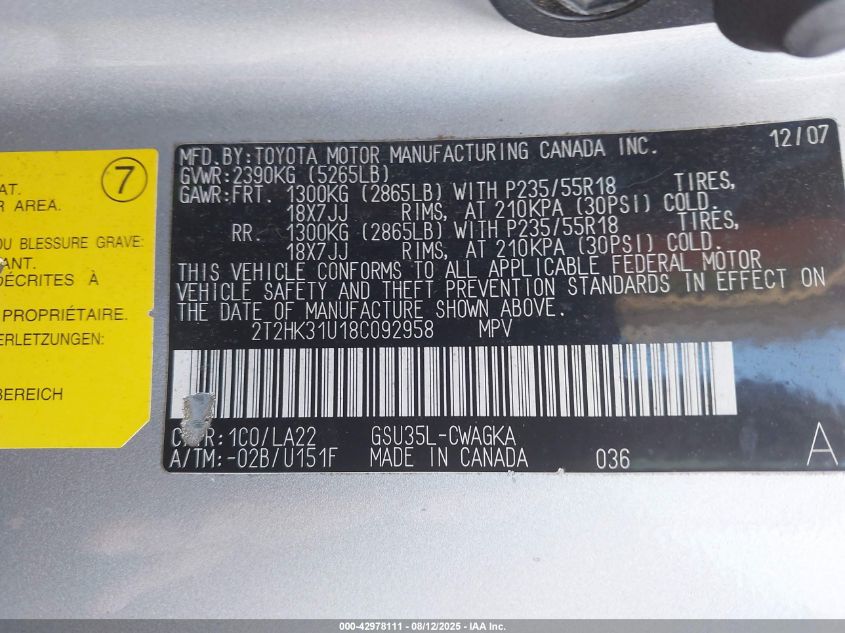 7
AT.
R AREA.
OU BLESSURE GRAVE:
ANT.
DÉCRITES À
PROPRIÉTAIRE.
ERLETZUNGEN:
BEREICH
MFD.BY:TOYOTA MOTOR MANUFACTURING CANADA INC. 12/07
GVWR:2390KG (5265LB)
GAWR:FRT. 1300KG (2865LB) WITH P235/55R18 TIRES,
18X7JJ RIMS, AT 210KPA (30PSI) COLD.
RR. 1300KG (2865LB) WITH P235/55R18 TIRES,
18X7JJ RIMS, AT 210KPA (30PSI) COLD.
THIS VEHICLE CONFORMS TO ALL APPLICABLE FEDERAL MOTOR
VEHICLE SAFETY AND THEFT PREVENTION STANDARDS IN EFFECT ON
THE DATE OF MANUFACTURE SHOWN ABOVE.
2T2HK31U18C092958 MPV
C/TR:1C0/LA22 GSU35L-CWAGKA
A/TM:-02B/U151F MADE IN CANADA 036 A
000-42978111 - 08/12/2025 - IAA Inc.